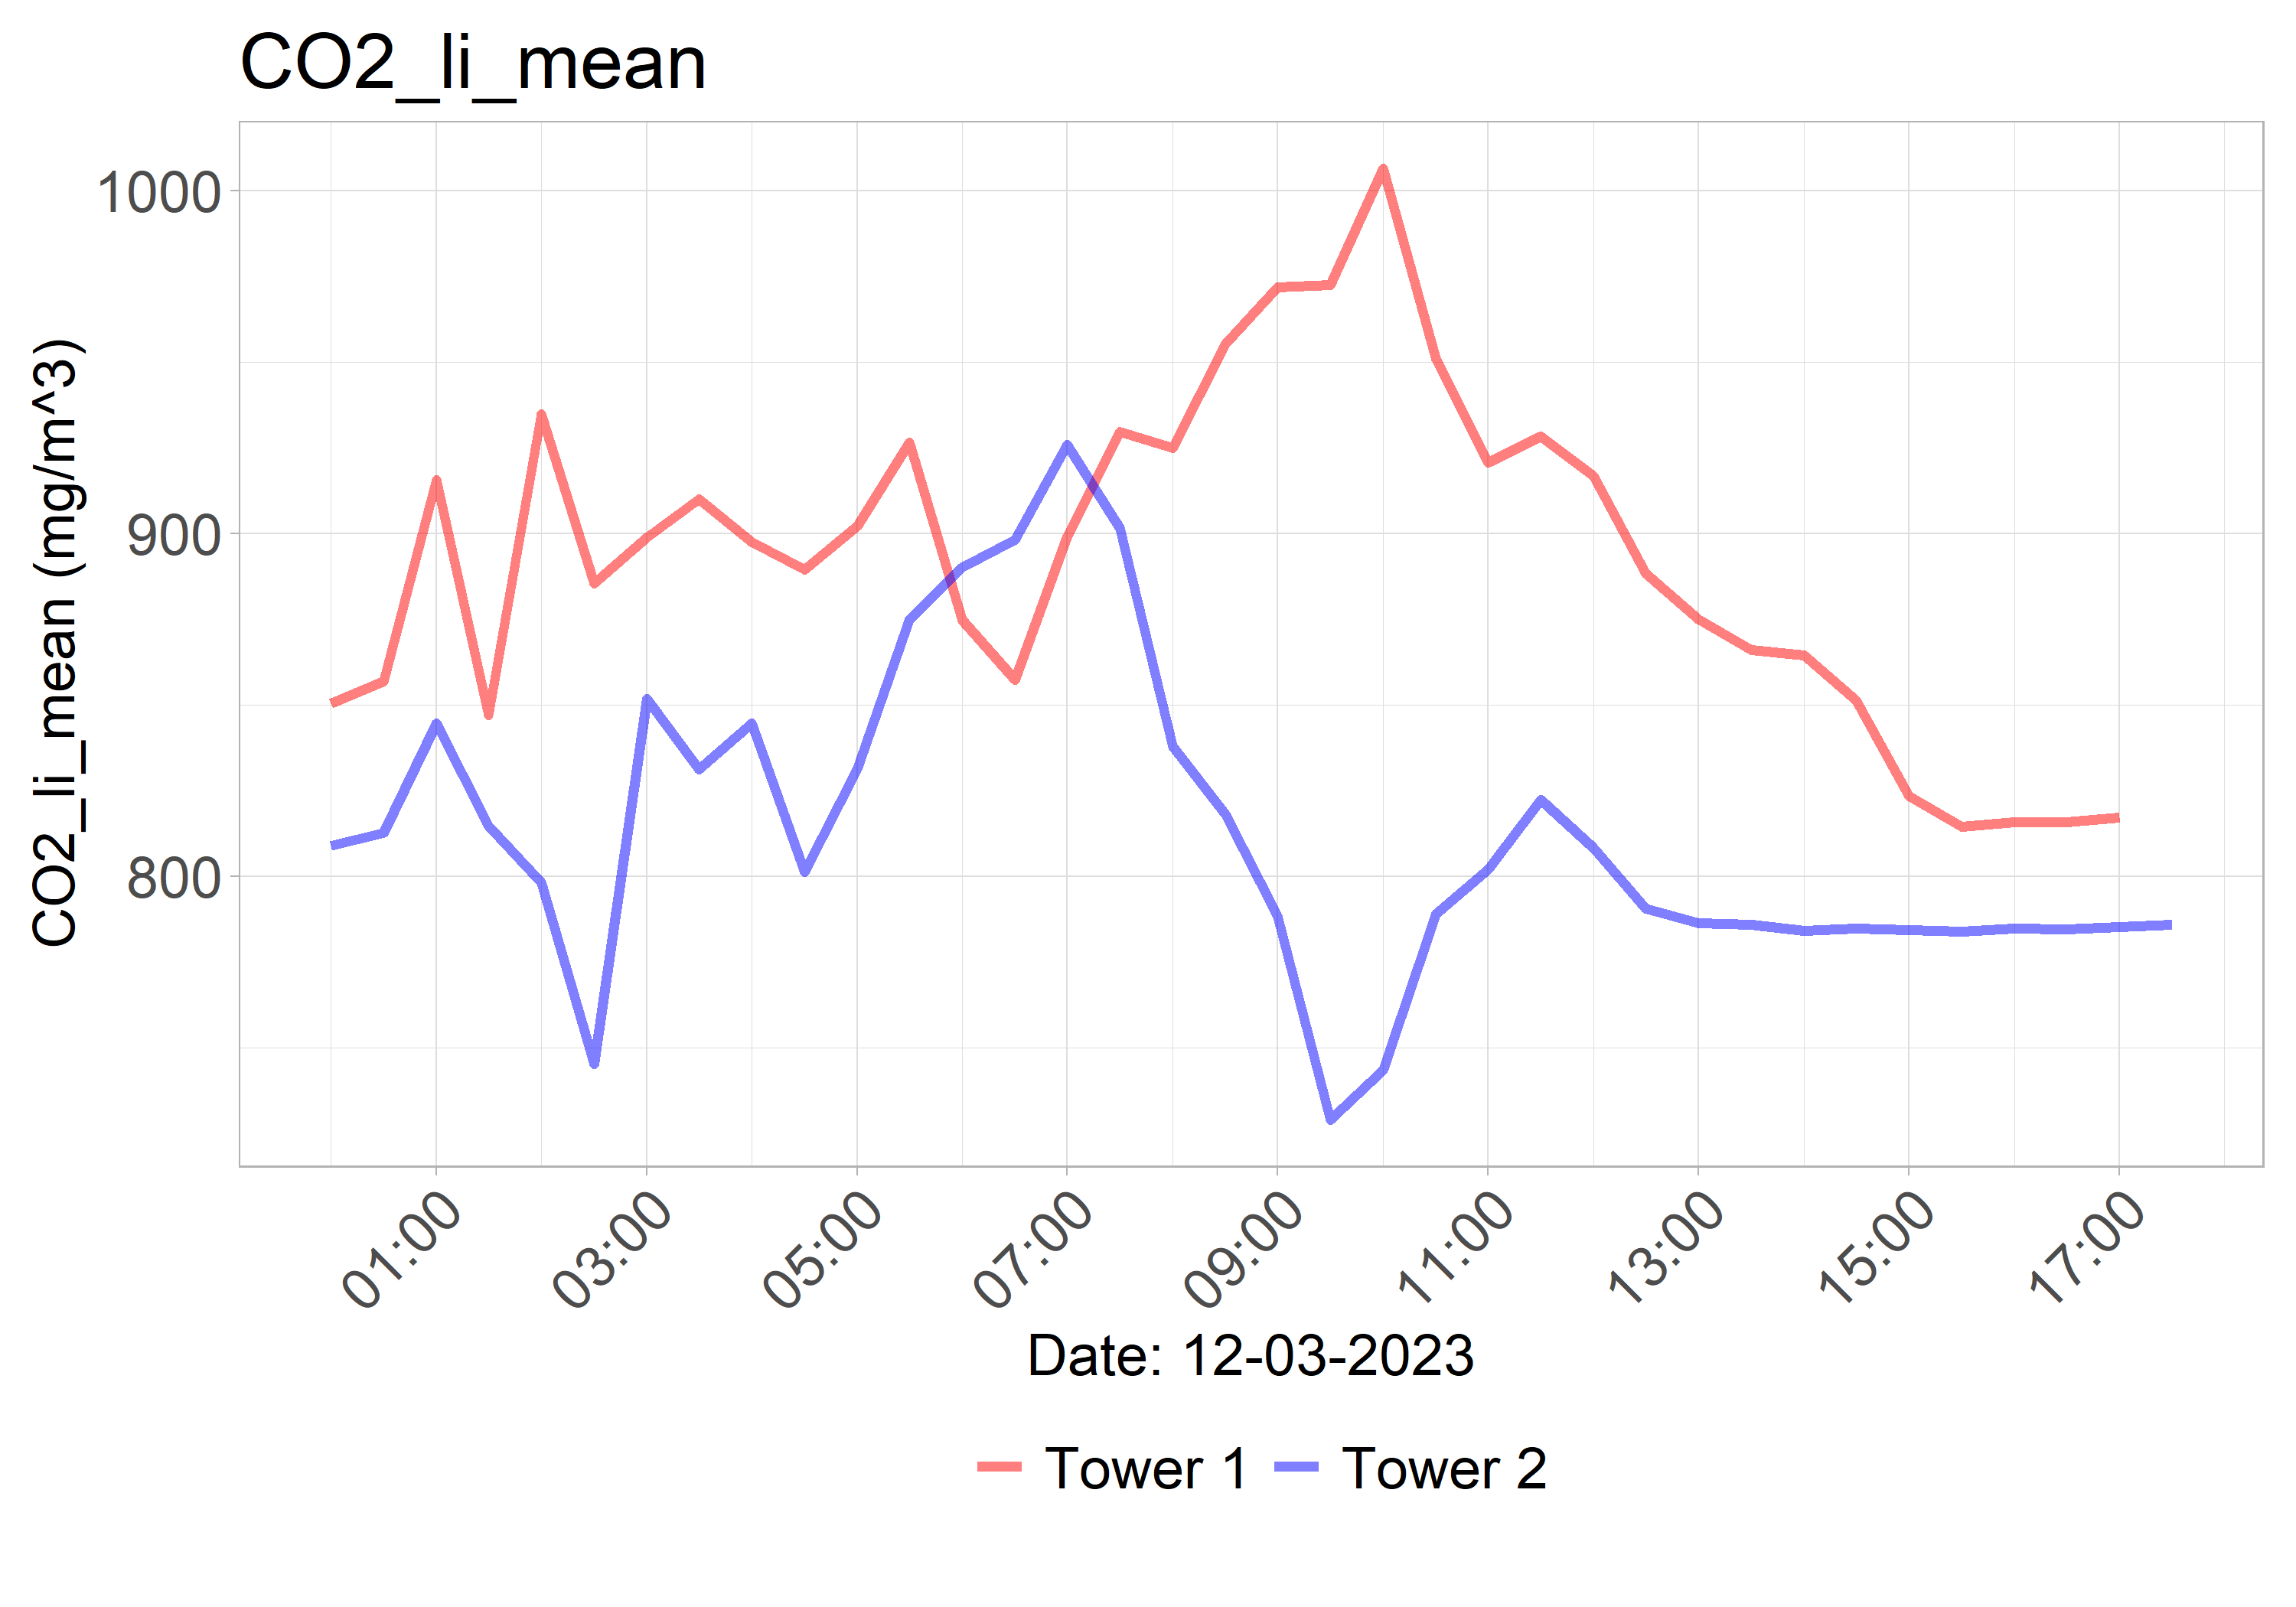 CO2_li_mean
CO2_li_mean (mg/m^3)
1000
900
800
01:00
03:00
05:00
07:00
09:00
11:00
13:00
15:00
17:00
Date: 12-03-2023
Tower 1
Tower 2